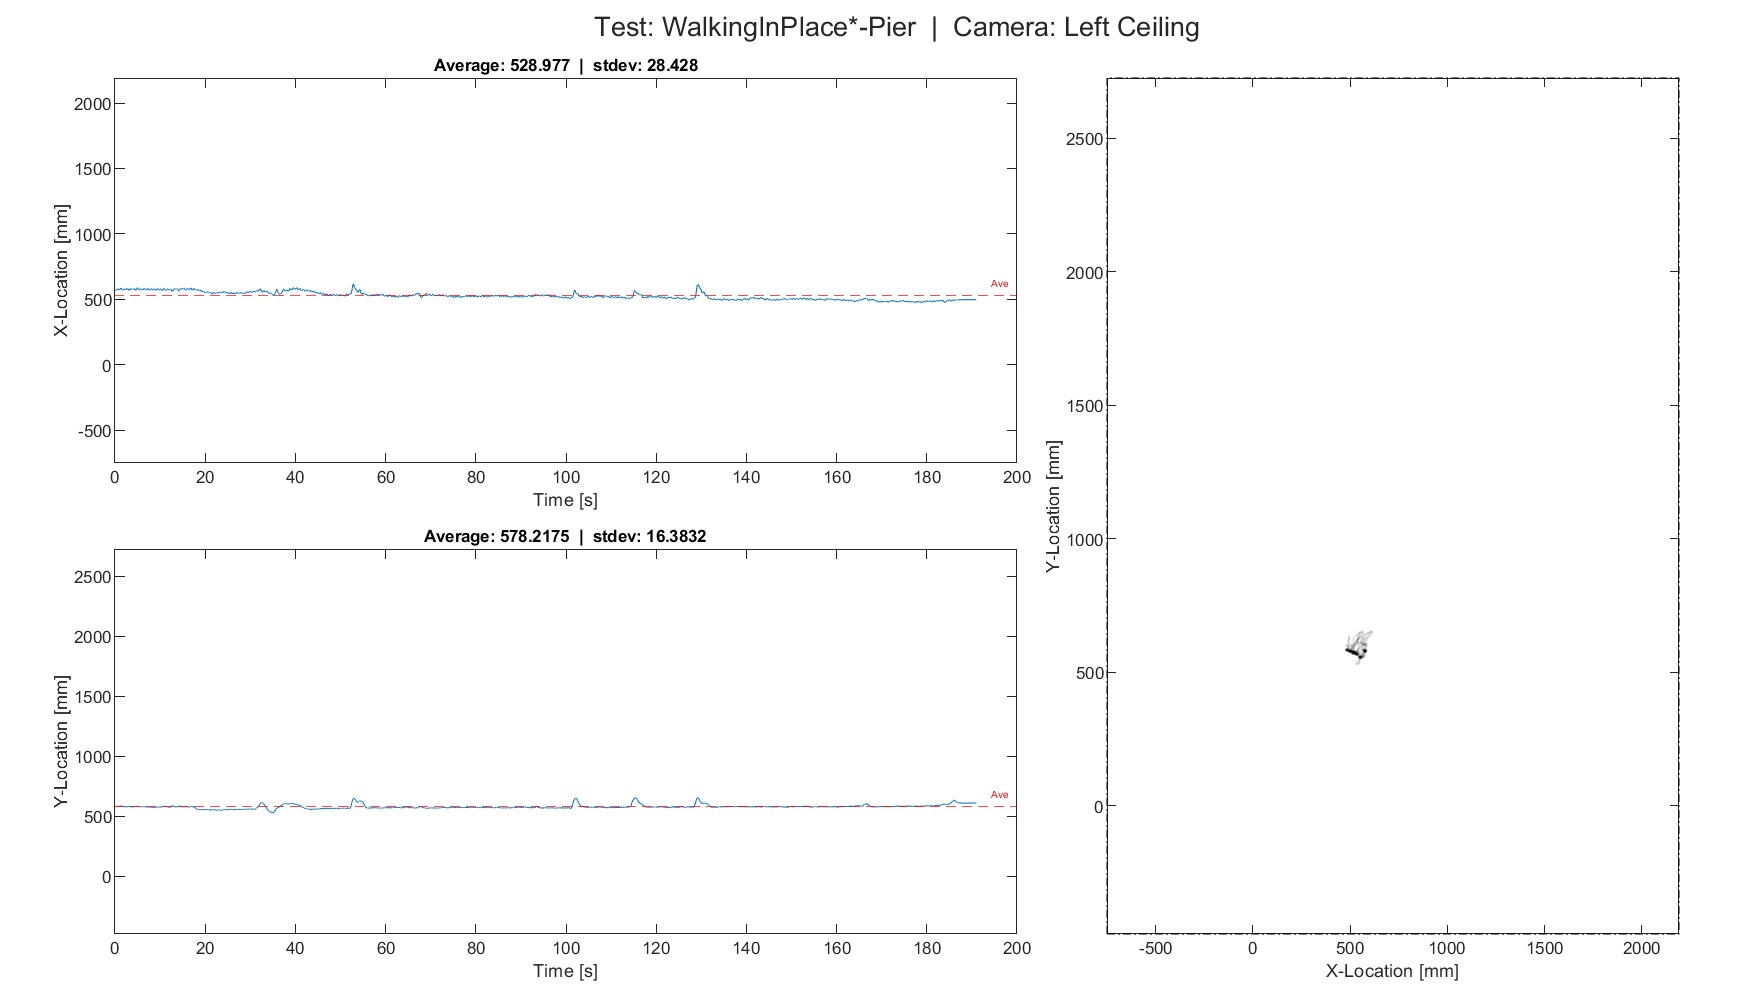 Test: WalkingInPlace*-Pier | Camera: Left Ceiling
Average: 528.977 | stdev: 28.428
2000
1500
1000
500
0
-500
X-Location [mm]
Ave
0 20 40 60 80 100 120 140 160 180 200
Time [s]
Average: 578.2175 | stdev: 16.3832
2500
2000
1500
1000
500
0
Y-Location [mm]
Ave
0 20 40 60 80 100 120 140 160 180 200
Time [s]
2500
2000
1500
1000
500
0
Y-Location [mm]
-500 0 500 1000 1500 2000
X-Location [mm]